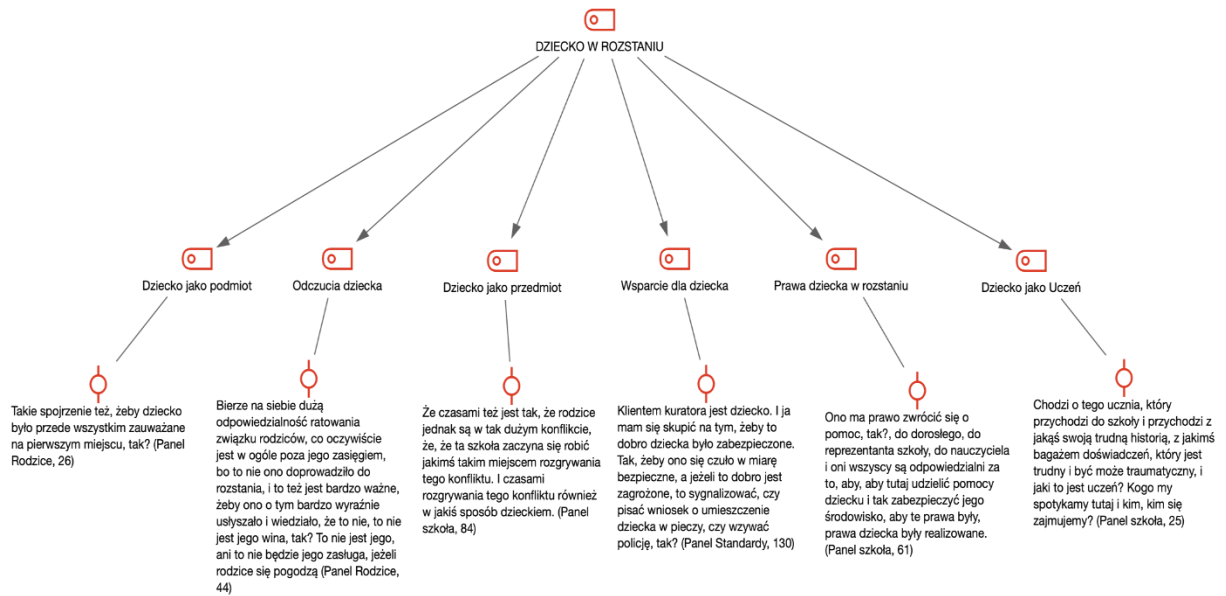 DZIECKO W ROZSTANIU
Dziecko jako podmiot
Odczucia dziecka
Dziecko jako przedmiot
Wsparcie dla dziecka
Prawa dziecka w rozstaniu
Dziecko jako Uczeń
Takie spojrzenie też, żeby dziecko
było przede wszystkim zauważane
na pierwszym miejscu, tak? (Panel
Rodzice, 26)
Bierze na siebie dużą
odpowiedzialność ratowania
związku rodziców, co oczywiście
jest w ogóle poza jego zasięgiem,
bo to nie ono doprowadziło do
rozstania, i to też jest bardzo ważne,
żeby ono o tym bardzo wyraźnie
usłyszało i wiedziało, że to nie, to nie
jest jego wina, tak? To nie jest jego,
ani to nie będzie jego zasługa, jeżeli
rodzice się pogodzą (Panel Rodzice,
44)
Że czasami też jest tak, że rodzice
jednak są w tak dużym konflikcie,
że, że ta szkoła zaczyna się robić
jakimś takim miejscem rozgrywania
tego konfliktu. I czasami
rozgrywania tego konfliktu również
w jakiś sposób dzieckiem. (Panel
szkoła, 84)
Klientem kuratora jest dziecko. I ja
mam się skupić na tym, żeby to
dobro dziecka było zabezpieczone.
Tak, żeby ono się czuło w miarę
bezpieczne, a jeżeli to dobro jest
zagrożone, to sygnalizować, czy
pisać wniosek o umieszczenie
dziecka w pieczy, czy wzywać
policję, tak? (Panel Standardy, 130)
Ono ma prawo zwrócić się o
pomoc, tak?, do dorosłego, do
reprezentanta szkoły, do nauczyciela
i oni wszyscy są odpowiedzialni za
to, aby, aby tutaj udzielić pomocy
dziecku i tak zabezpieczyć jego
środowisko, aby te prawa były,
prawa dziecka były realizowane.
(Panel szkoła, 61)
Chodzi o tego ucznia, który
przychodzi do szkoły i przychodzi z
jakąś swoją trudną historią, z jakimś
bagażem doświadczeń, który jest
trudny i być może traumatyczny, i
jaki to jest uczeń? Kogo my
spotykamy tutaj i kim, kim się
zajmujemy? (Panel szkoła, 25)